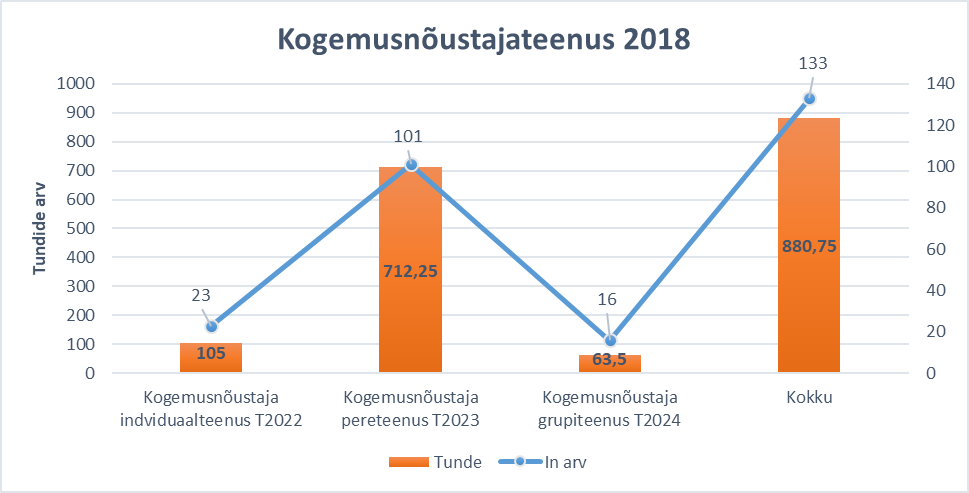 Kogemusnõustajateenus 2018
133
1000
140
900
120
800
101
700
100
600
880,75
80
500
712,25
60
400
23
16
300
40
200
105
63,5
20
100
0
0
Tundide arv
Kogemusnõustaja
indviduaalteenus T2022
Kogemusnõustaja
pereteenus T2023
Kogemusnõustaja
grupiteenus T2024
Kokku
Tunde
In arv